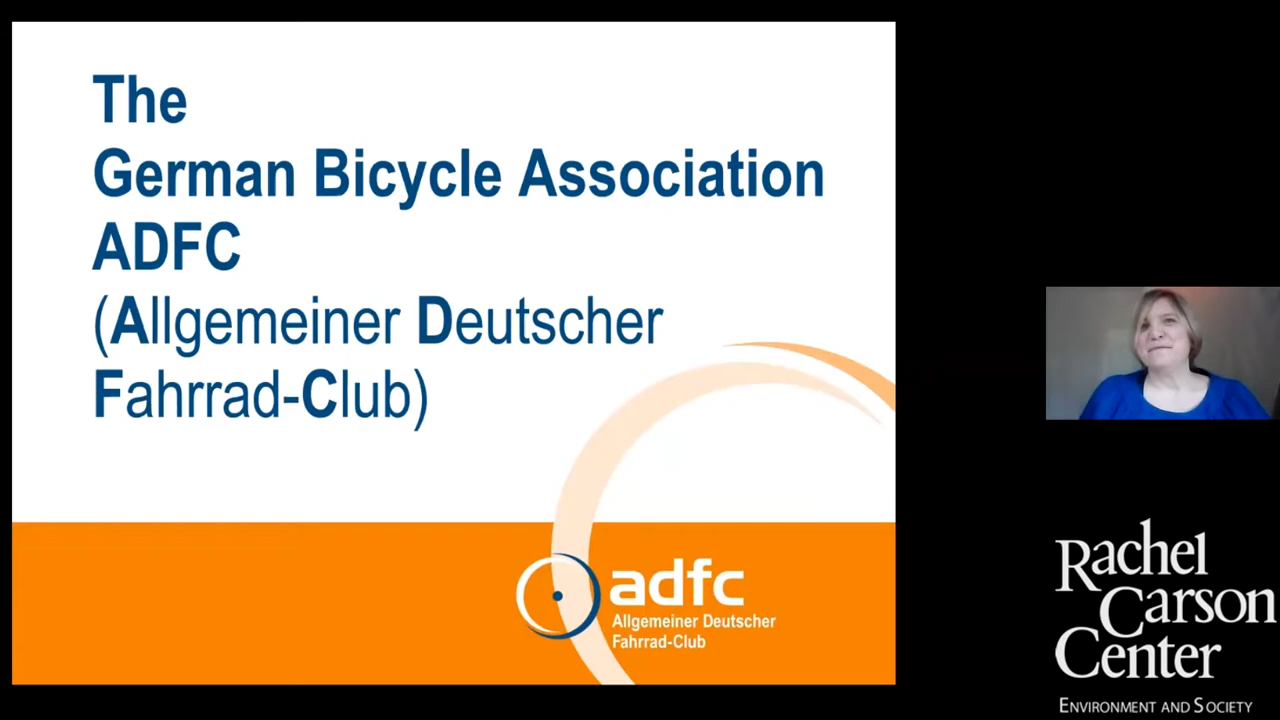 The
German Bicycle Association
ADFC
(Allgemeiner Deutscher
Fahrrad-Club)
adfc
Allgemeiner Deutscher
Fahrrad-Club
Rachel
Carson
Center
ENVIRONMENT AND SOCIETY